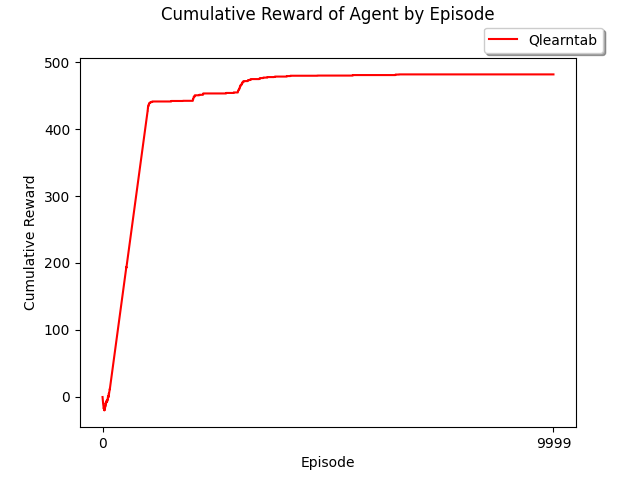 Cumulative Reward of Agent by Episode
Qlearntab
500
400
300
200
100
0
Cumulative Reward
0
9999
Episode